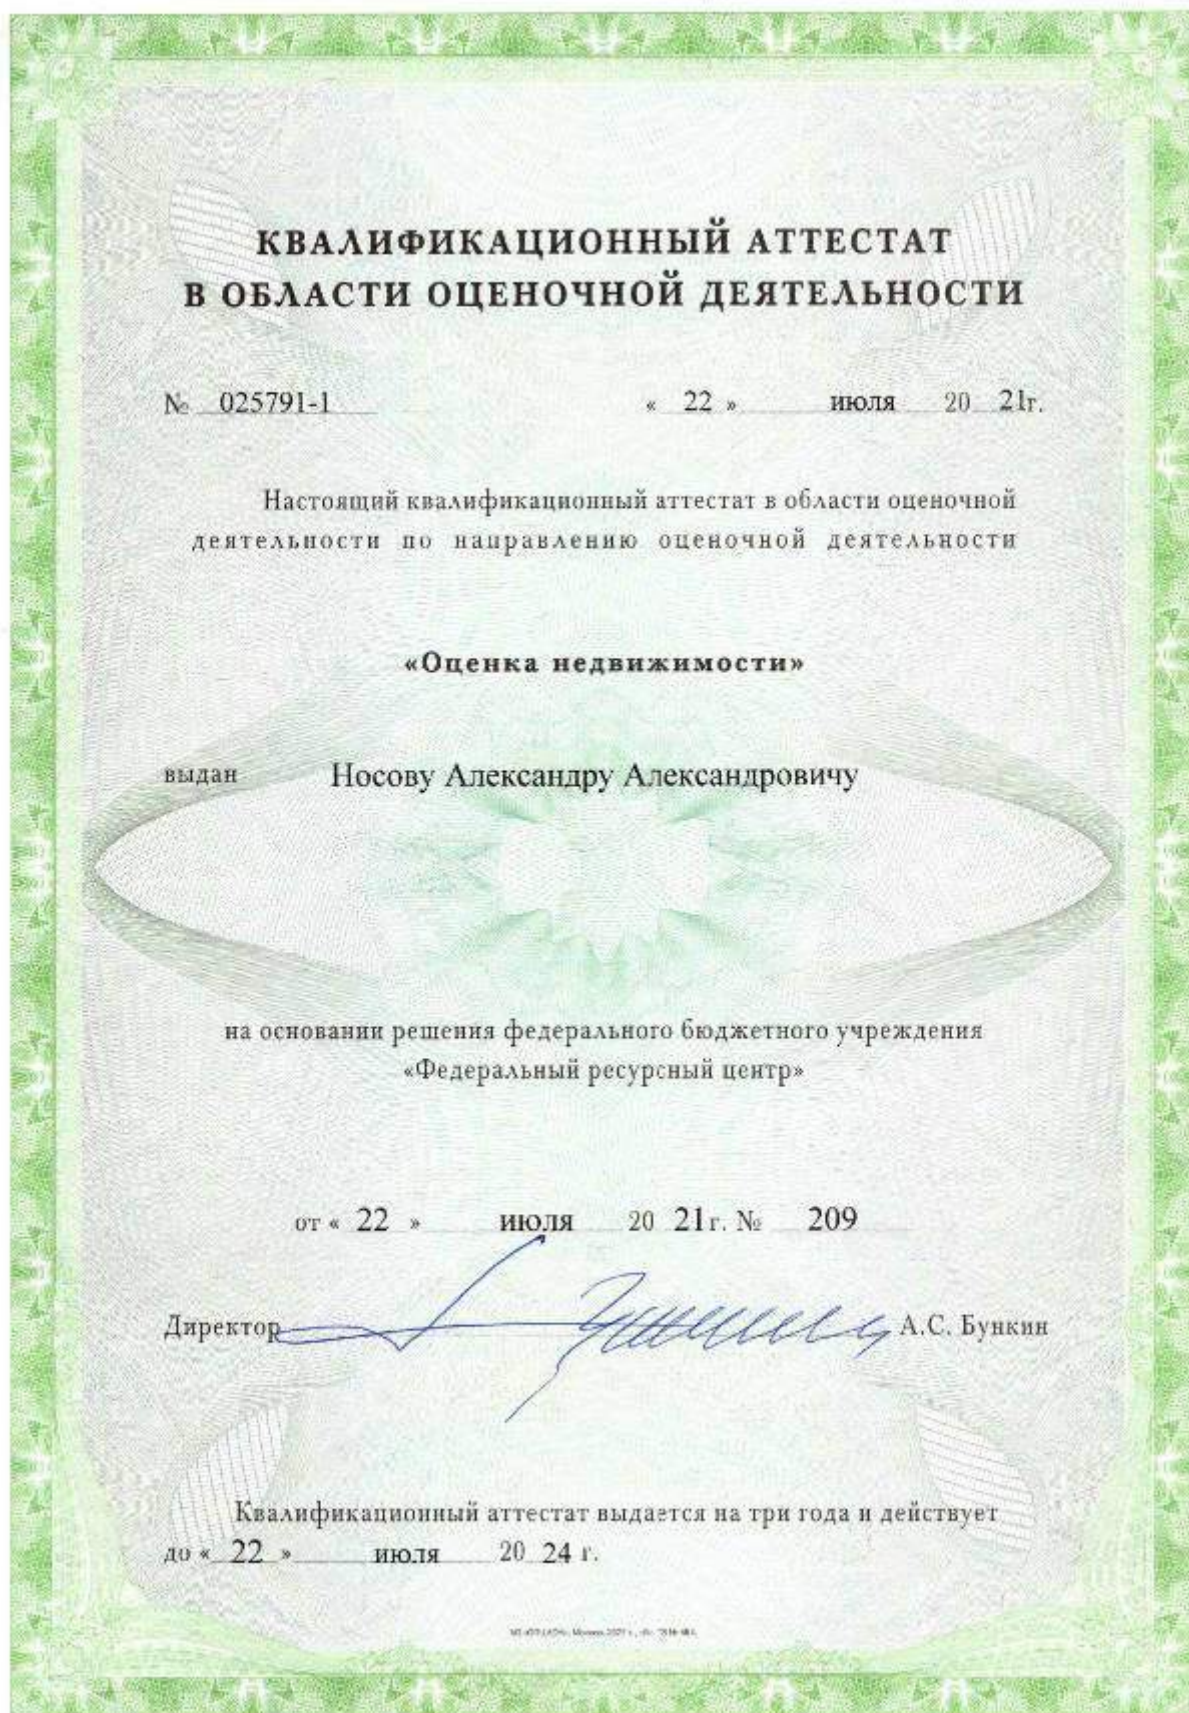 КВАЛИФИКАЦИОННЫЙ АТТЕСТАТ
В ОБЛАСТИ ОЦЕНОЧНОЙ ДЕЯТЕЛЬНОСТИ
№ 025791-1 « 22 » июля 20 21г.
Настоящий квалификационный аттестат в области оценочной
деятельности по направлению оценочной деятельности
«Оценка недвижимости»
выдан Носову Александру Александровичу
на основании решения федерального бюджетного учреждения
«Федеральный ресурсный центр»
от « 22 » июля 20 21г. № 209
Директор А.С. Бункин
Квалификационный аттестат выдается на три года и действует
до « 22 » июля 20 24 г.